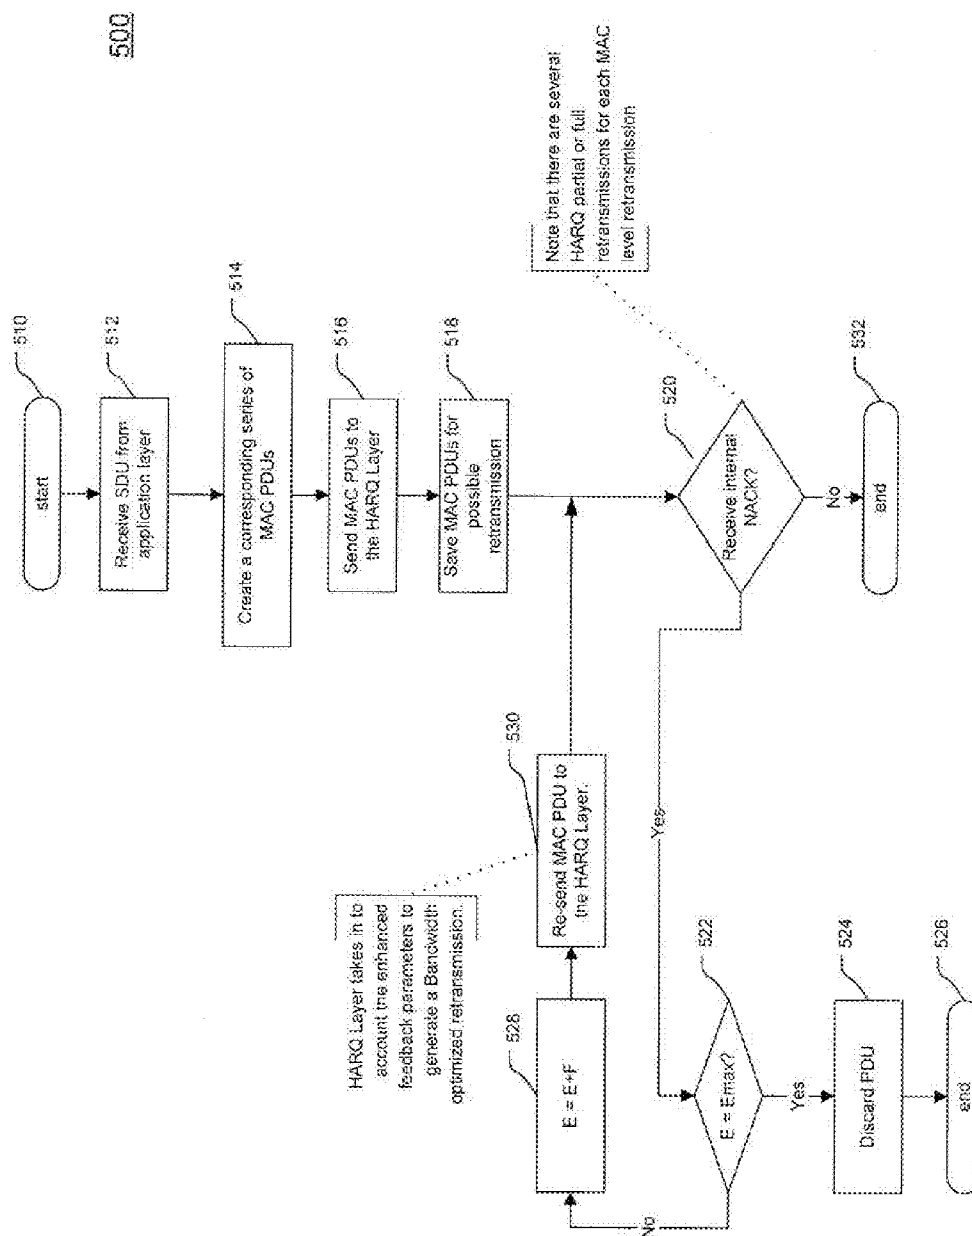 500
510
start
512
Receive SDU from
application layer
514
Create a corresponding series of
MAC PDUs
516
Send MAC PDUs to
the HARQ Layer
518
Save MAC PDUs for
possible
retransmission
520
Receive internal
NACK?
Note that there are several
HARQ partial or full
retransmissions for each MAC
level retransmission
No
532
end
Yes
522
E = Emax?
Yes
524
Discard PDU
526
end
No
528
E = E+F
530
Re-send MAC PDU to
the HARQ Layer.
HARQ Layer takes in to
account the enhanced
feedback parameters to
generate a Bandwidth
optimized retransmission.